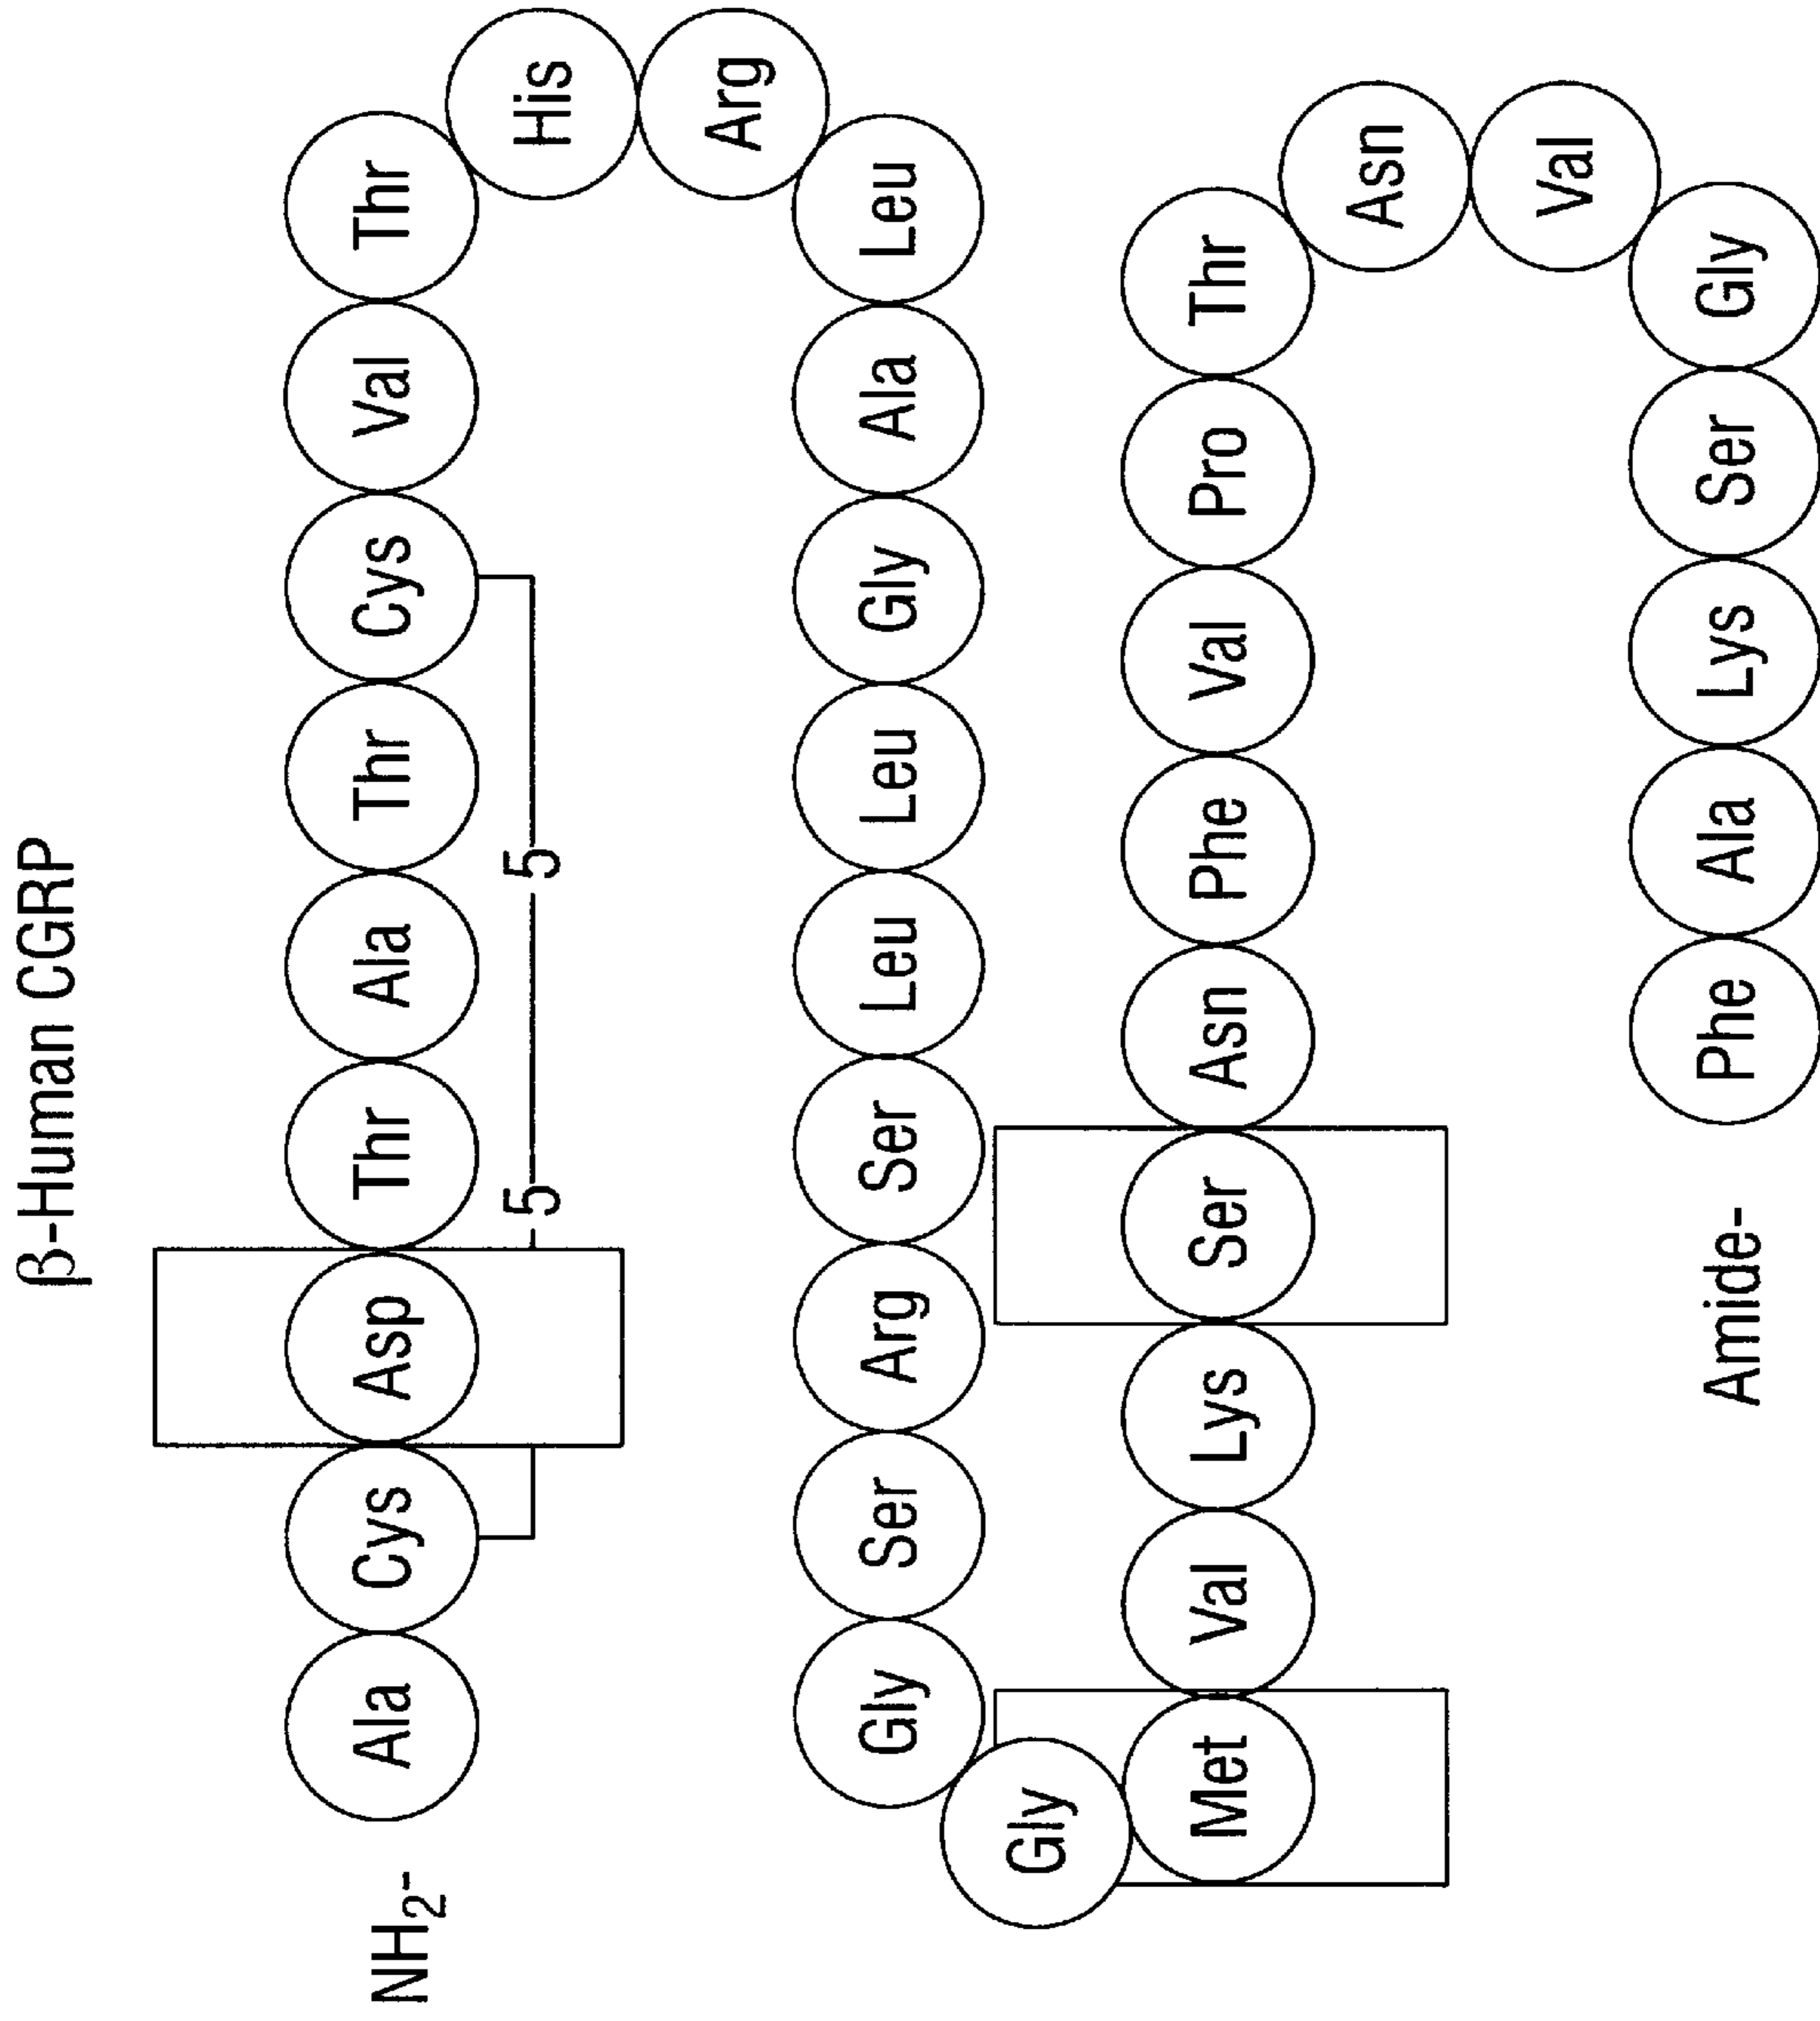 β-Human CGRP
NH₂- Ala Cys Asp Thr Ala Thr Cys Val Thr
5 5 His
Arg
Gly Ser Arg Ser Leu Leu Gly Ala Leu
Gly
Met Val Lys Ser Asn Phe Val Pro Thr
Asn
Val
Amide- Phe Ala Lys Ser Gly